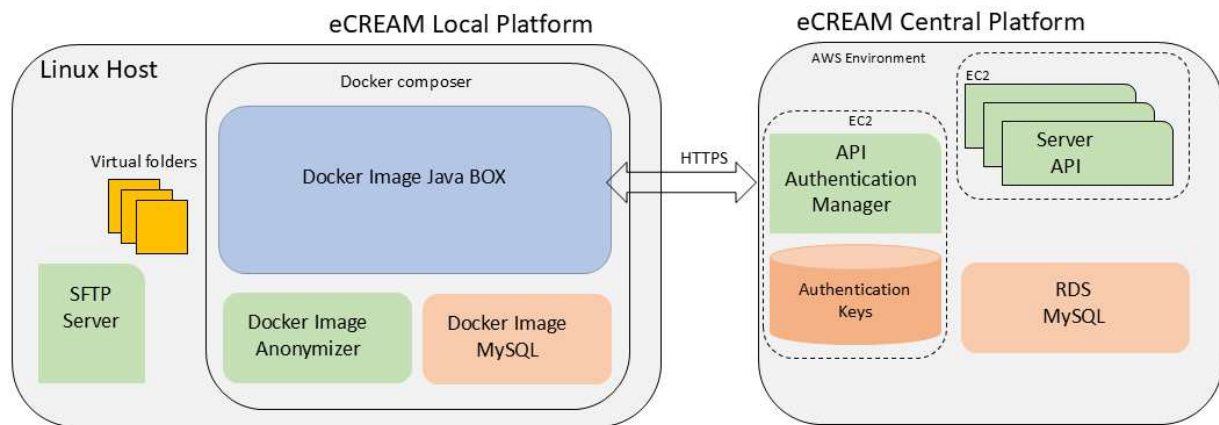 eCREAM Local Platform
Linux Host
Docker composer
Virtual folders
Docker Image Java BOX
SFTP
Server
Docker Image
Anonymizer
Docker Image
MySQL
HTTPS
eCREAM Central Platform
AWS Environment
EC2
API
Authentication
Manager
Authentication
Keys
EC2
Server
API
RDS
MySQL